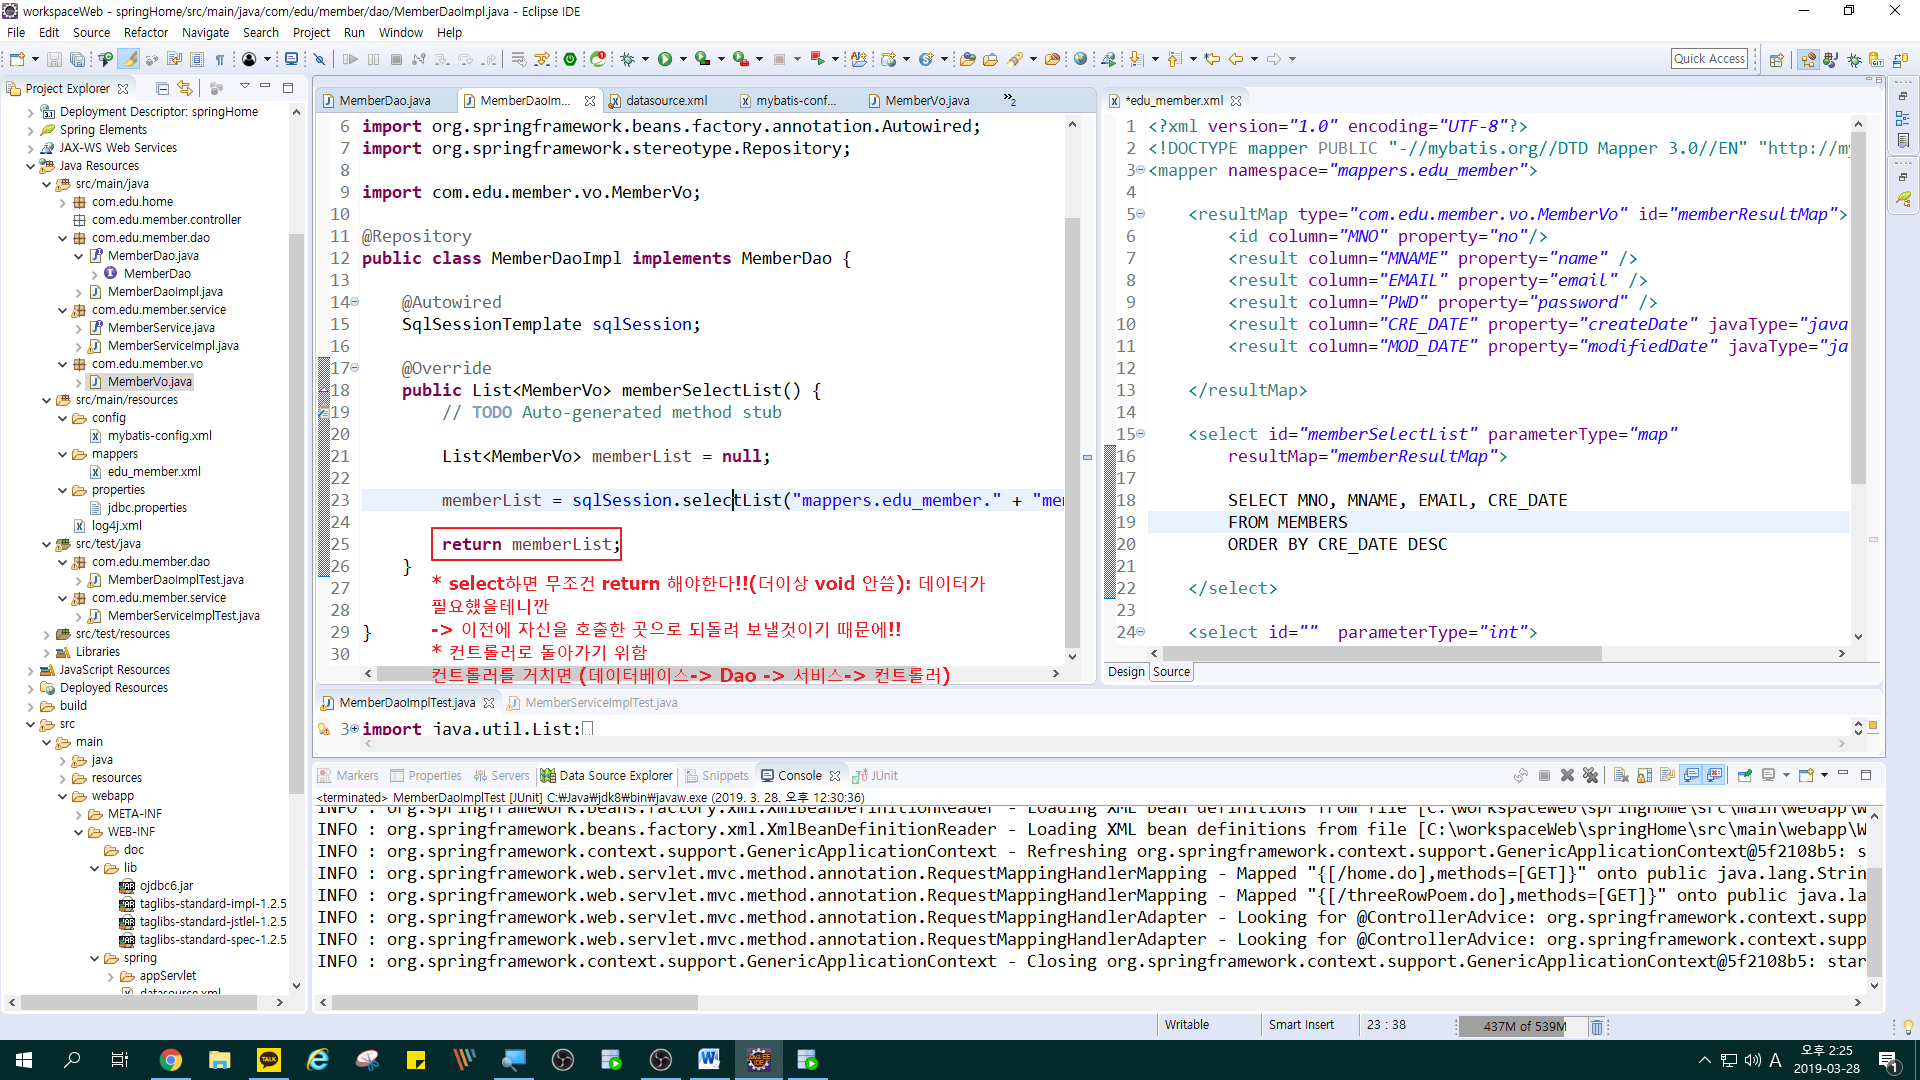 workspaceWeb - springHome/src/main/java/com/edu/member/dao/MemberDaoImpl.java - Eclipse IDE
File Edit Source Refactor Navigate Search Project Run Window Help
Quick Access
Project Explorer
Deployment Descriptor: springHome
Spring Elements
JAX-WS Web Services
Java Resources
src/main/java
com.edu.home
com.edu.member.controller
com.edu.member.dao
MemberDao.java
MemberDao
MemberDaoImpl.java
com.edu.member.service
MemberService.java
MemberServiceImpl.java
com.edu.member.vo
MemberVo.java
src/main/resources
config
mybatis-config.xml
mappers
edu_member.xml
properties
jdbc.properties
log4j.xml
src/test/java
com.edu.member.dao
MemberDaoImplTest.java
com.edu.member.service
MemberServiceImplTest.java
src/test/resources
Libraries
JavaScript Resources
Deployed Resources
build
src
main
java
resources
webapp
META-INF
WEB-INF
doc
lib
ojdbc6.jar
taglibs-standard-impl-1.2.5
taglibs-standard-jstlel-1.2.5
taglibs-standard-spec-1.2.5
spring
appServlet
datasource.xml
MemberDao.java MemberDaoIm... datasource.xml mybatis-conf... MemberVo.java »2
6 import org.springframework.beans.factory.annotation.Autowired;
7 import org.springframework.stereotype.Repository;
8
9 import com.edu.member.vo.MemberVo;
10
11 @Repository
12 public class MemberDaoImpl implements MemberDao {
13
14 @Autowired
15 SqlSessionTemplate sqlSession;
16
17 @Override
18 public List<MemberVo> memberSelectList() {
19 // TODO Auto-generated method stub
20
21 List<MemberVo> memberList = null;
22
23 memberList = sqlSession.selectList("mappers.edu_member." + "mem
24
25 return memberList;
26 }
27
28
29 }
30
* select하면 무조건 return 해야한다!!(더이상 void 안씀): 데이터가
필요했을테니깐
-> 이전에 자신을 호출한 곳으로 되돌려 보낼것이기 때문에!!
* 컨트롤러로 돌아가기 위함
컨트롤러를 거치면 (데이터베이스-> Dao -> 서비스-> 컨트롤러)
*edu_member.xml
1 <?xml version="1.0" encoding="UTF-8"?>
2 <!DOCTYPE mapper PUBLIC "-//mybatis.org//DTD Mapper 3.0//EN" "http://my
3 <mapper namespace="mappers.edu_member">
4
5 <resultMap type="com.edu.member.vo.MemberVo" id="memberResultMap">
6 <id column="MNO" property="no"/>
7 <result column="MNAME" property="name" />
8 <result column="EMAIL" property="email" />
9 <result column="PWD" property="password" />
10 <result column="CRE_DATE" property="createDate" javaType="java
11 <result column="MOD_DATE" property="modifiedDate" javaType="ja
12
13 </resultMap>
14
15 <select id="memberSelectList" parameterType="map"
16 resultMap="memberResultMap">
17
18 SELECT MNO, MNAME, EMAIL, CRE_DATE
19 FROM MEMBERS
20 ORDER BY CRE_DATE DESC
21
22 </select>
23
24 <select id="" parameterType="int">
Design Source
MemberDaoImplTest.java MemberServiceImplTest.java
3 import java.util.List;
Markers Properties Servers Data Source Explorer Snippets Console JUnit
<terminated> MemberDaoImplTest [JUnit] C:₩Java₩jdk8₩bin₩javaw.exe (2019. 3. 28. 오후 12:30:36)
INFO : org.springframework.beans.factory.xml.XmlBeanDefinitionReader - Loading XML bean definitions from file [C:\workspaceWeb\springHome\src\main\webapp\W
INFO : org.springframework.beans.factory.xml.XmlBeanDefinitionReader - Loading XML bean definitions from file [C:\workspaceWeb\springHome\src\main\webapp\W
INFO : org.springframework.context.support.GenericApplicationContext - Refreshing org.springframework.context.support.GenericApplicationContext@5f2108b5: s
INFO : org.springframework.web.servlet.mvc.method.annotation.RequestMappingHandlerMapping - Mapped "{[/home.do],methods=[GET]}" onto public java.lang.Strin
INFO : org.springframework.web.servlet.mvc.method.annotation.RequestMappingHandlerMapping - Mapped "{[/threeRowPoem.do],methods=[GET]}" onto public java.la
INFO : org.springframework.web.servlet.mvc.method.annotation.RequestMappingHandlerAdapter - Looking for @ControllerAdvice: org.springframework.context.supp
INFO : org.springframework.web.servlet.mvc.method.annotation.RequestMappingHandlerAdapter - Looking for @ControllerAdvice: org.springframework.context.supp
INFO : org.springframework.context.support.GenericApplicationContext - Closing org.springframework.context.support.GenericApplicationContext@5f2108b5: star
Writable Smart Insert 23 : 38 437M of 539M
TALK
A
오후 2:25
2019-03-28
1